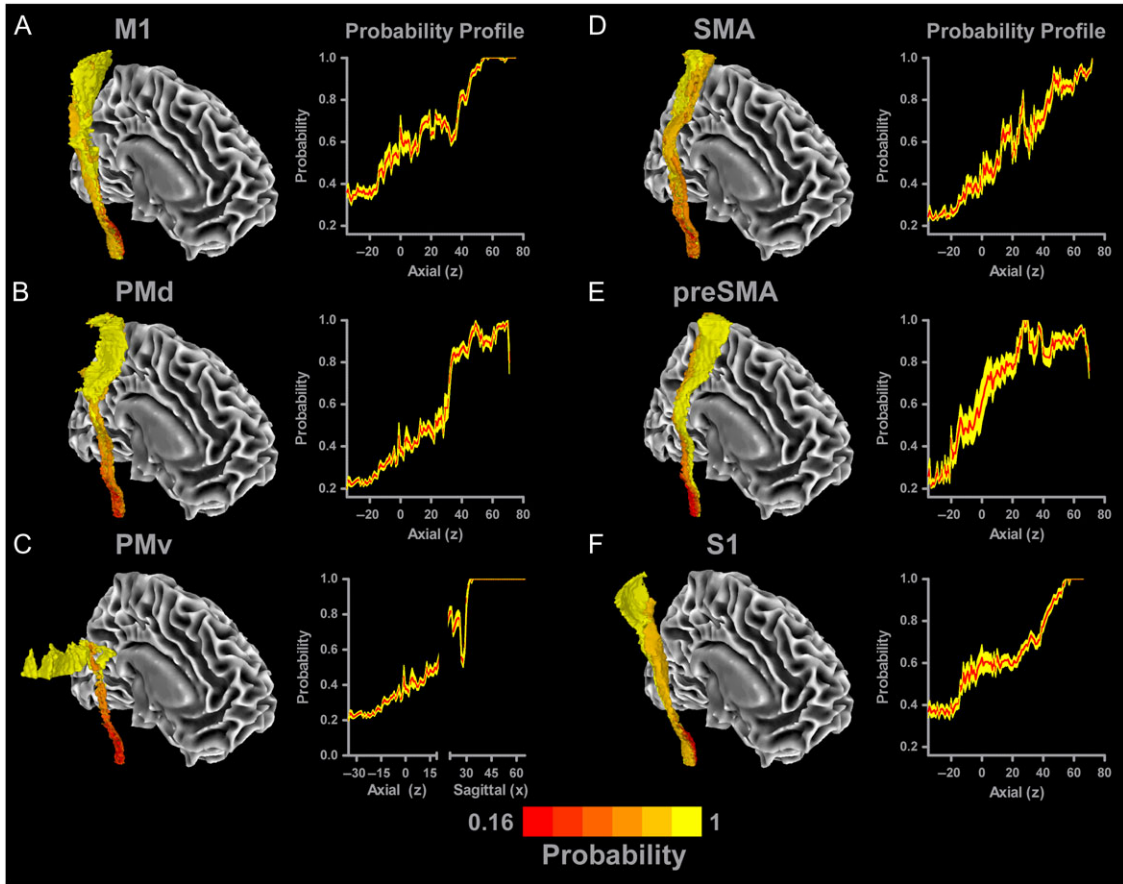 A M1 Probability Profile
1.0
0.8
0.6
0.4
0.2
Probability
–20 0 20 40 60 80
Axial (z)
D SMA Probability Profile
1.0
0.8
0.6
0.4
0.2
Probability
–20 0 20 40 60 80
Axial (z)
B PMd
1.0
0.8
0.6
0.4
0.2
Probability
–20 0 20 40 60 80
Axial (z)
E preSMA
1.0
0.8
0.6
0.4
0.2
Probability
–20 0 20 40 60 80
Axial (z)
C PMv
1.0
0.8
0.6
0.4
0.2
0.0
Probability
–30 –15 0 15 30 45 60
Axial (z) Sagittal (x)
F S1
1.0
0.8
0.6
0.4
0.2
Probability
–20 0 20 40 60 80
Axial (z)
0.16 1
Probability